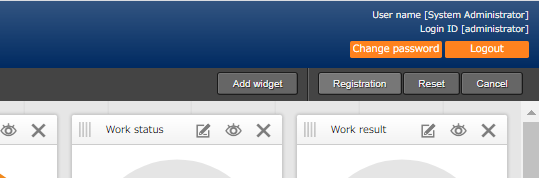 User name [System Administrator]
Login ID [administrator]
Change password Logout
Add widget Registration Reset Cancel
Work status Work result